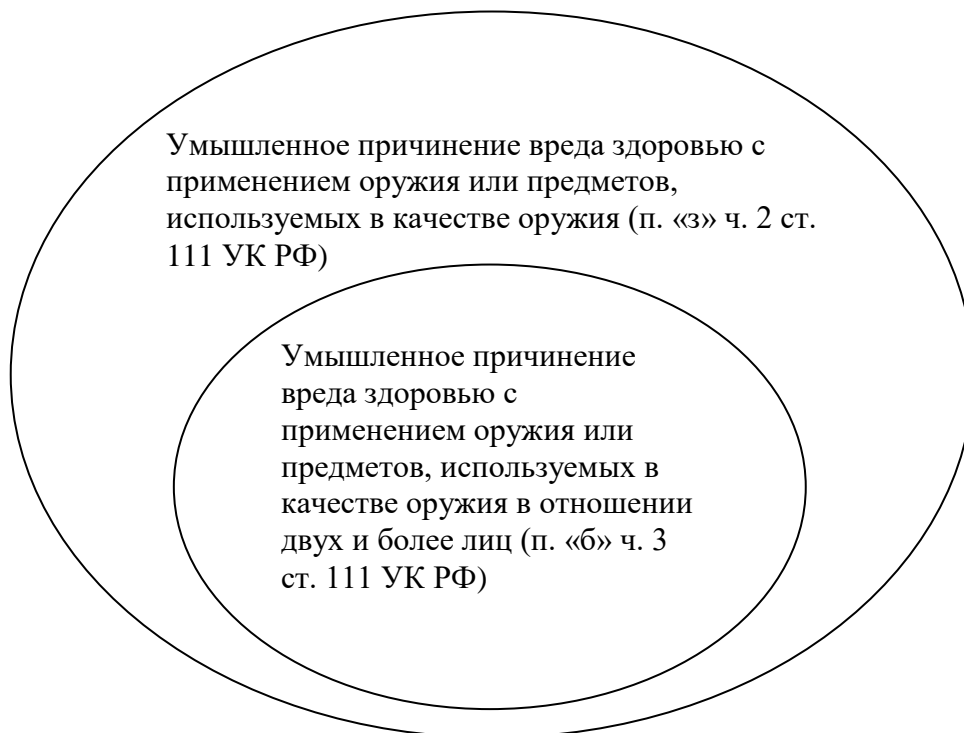 Умышленное причинение вреда здоровью с
применением оружия или предметов,
используемых в качестве оружия (п. «з» ч. 2 ст.
111 УК РФ)
Умышленное причинение
вреда здоровью с
применением оружия или
предметов, используемых в
качестве оружия в отношении
двух и более лиц (п. «б» ч. 3
ст. 111 УК РФ)